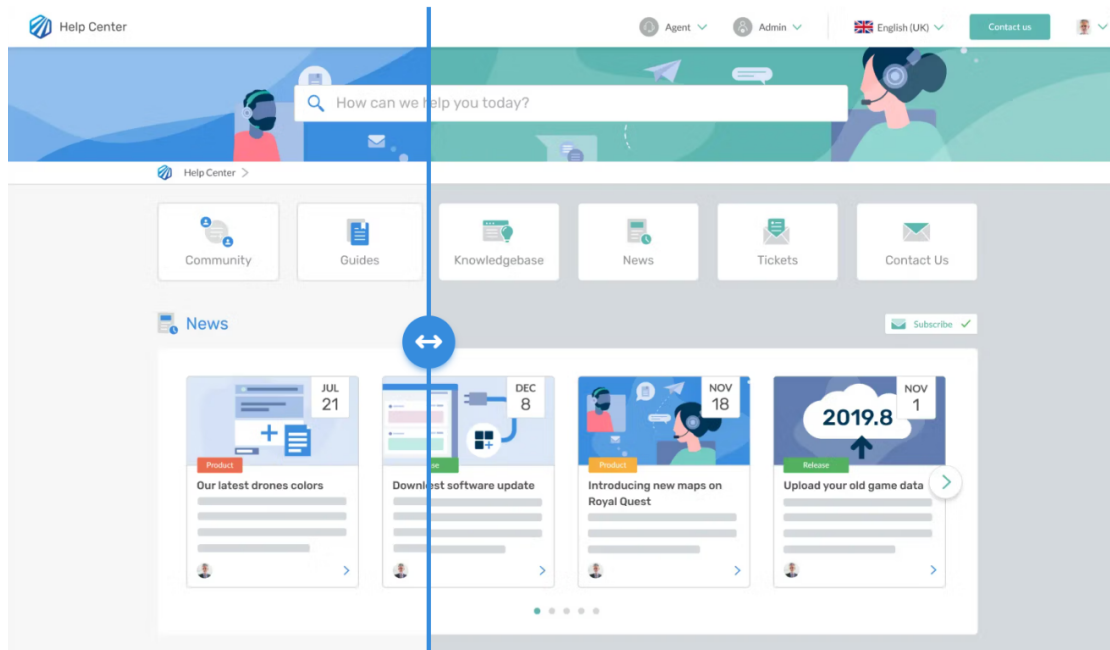 Help Center
Agent
Admin
English (UK)
Contact us
How can we help you today?
Help Center
Community
Guides
Knowledgebase
News
Tickets
Contact Us
News
Subscribe
JUL
21
Product
Our latest drones colors
DEC
8
Downl est software update
NOV
18
Product
Introducing new maps on
Royal Quest
2019.8
NOV
1
Release
Upload your old game data